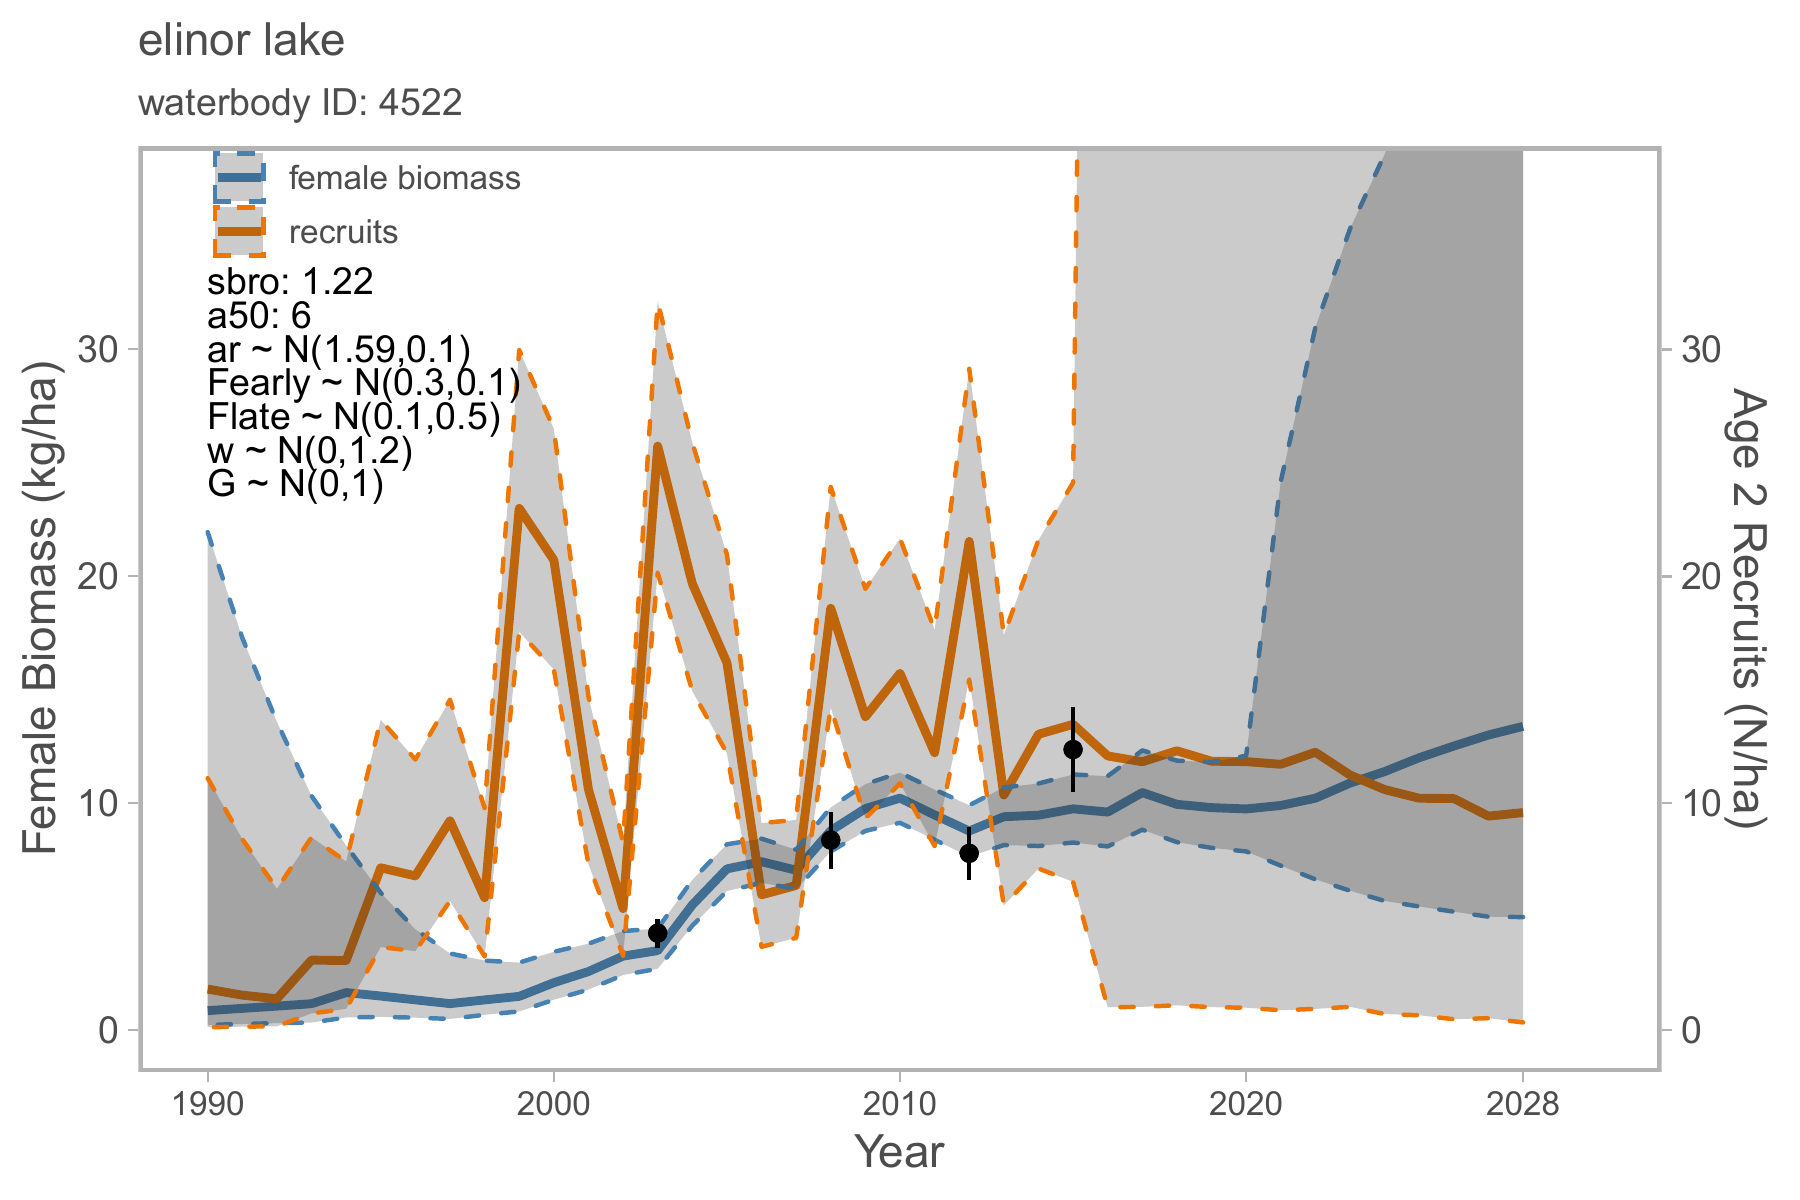 elinor lake
waterbody ID: 4522
female biomass
recruits
sbro: 1.22
a50: 6
ar ~ N(1.59,0.1)
Fearly ~ N(0.3,0.1)
Flate ~ N(0.1,0.5)
w ~ N(0,1.2)
G ~ N(0,1)
Female Biomass (kg/ha)
30
20
10
0
30
20
10
0
Age 2 Recruits (N/ha)
1990
2000
2010
2020
2028
Year